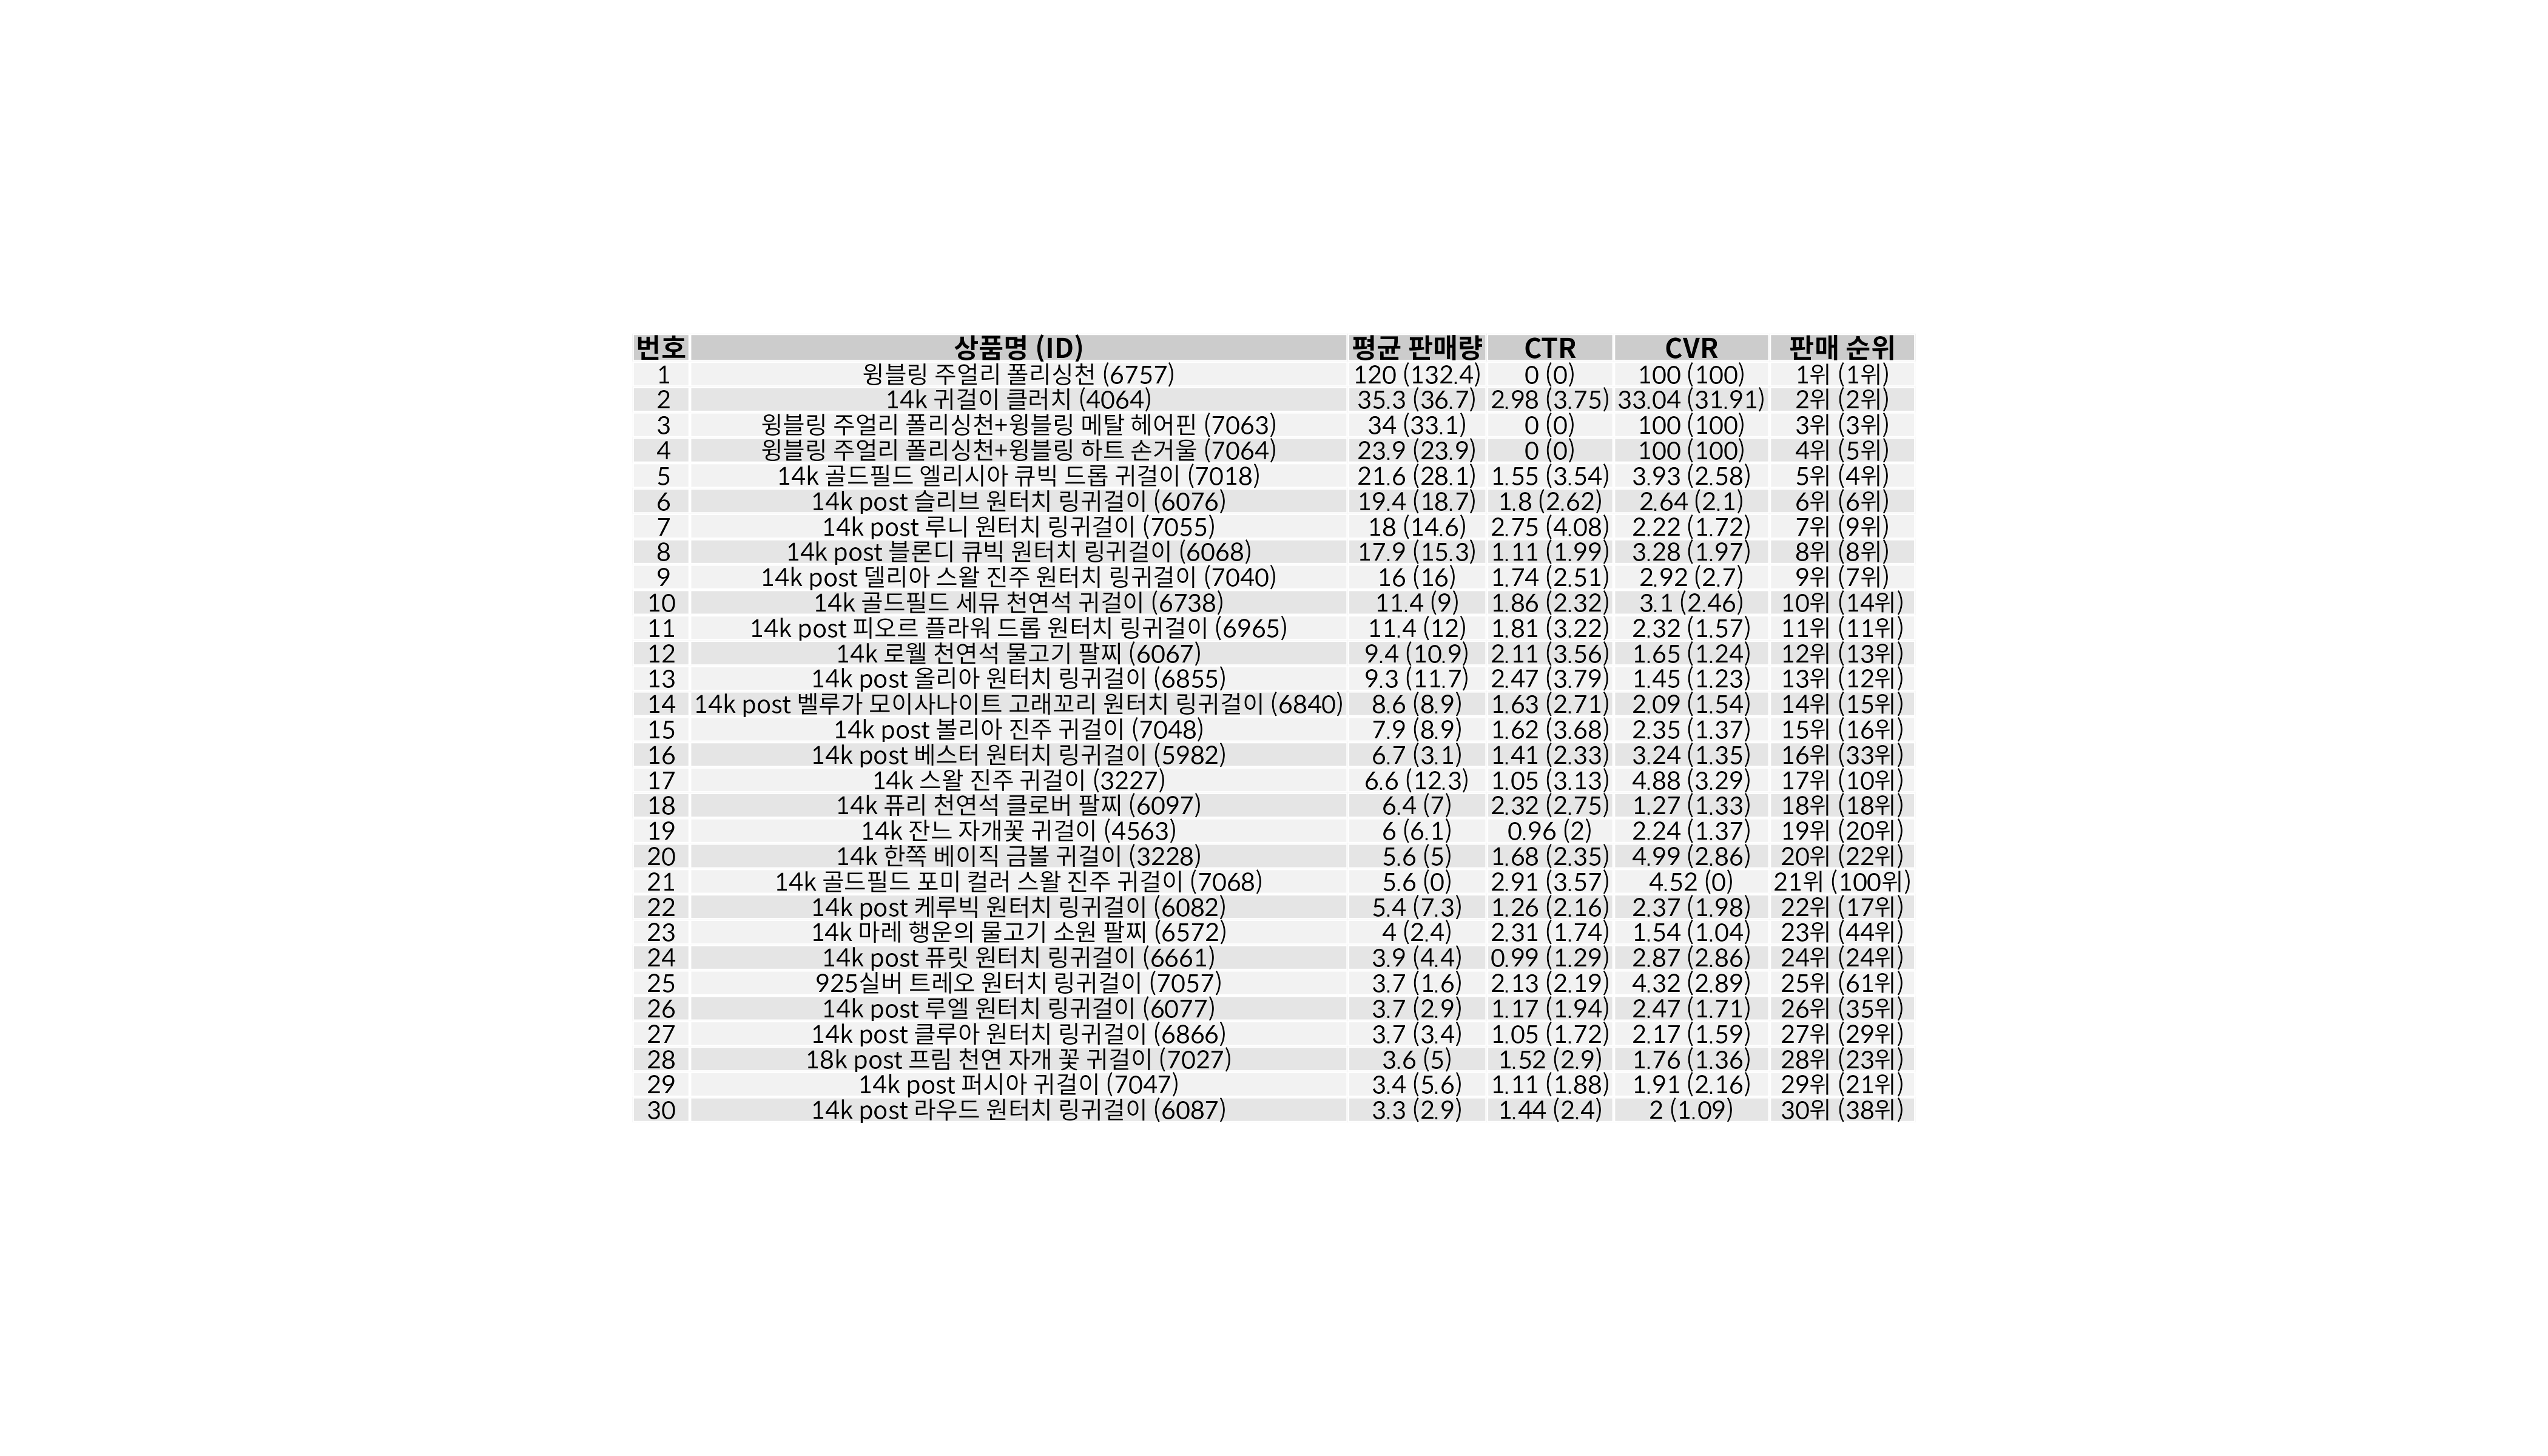 번호 상품명 (ID) 평균 판매량 CTR CVR 판매 순위
1 윙블링 주얼리 폴리싱천 (6757) 120 (132.4) 0 (0) 100 (100) 1위 (1위)
2 14k 귀걸이 클러치 (4064) 35.3 (36.7) 2.98 (3.75) 33.04 (31.91) 2위 (2위)
3 윙블링 주얼리 폴리싱천+윙블링 메탈 헤어핀 (7063) 34 (33.1) 0 (0) 100 (100) 3위 (3위)
4 윙블링 주얼리 폴리싱천+윙블링 하트 손거울 (7064) 23.9 (23.9) 0 (0) 100 (100) 4위 (5위)
5 14k 골드필드 엘리시아 큐빅 드롭 귀걸이 (7018) 21.6 (28.1) 1.55 (3.54) 3.93 (2.58) 5위 (4위)
6 14k post 슬리브 원터치 링귀걸이 (6076) 19.4 (18.7) 1.8 (2.62) 2.64 (2.1) 6위 (6위)
7 14k post 루니 원터치 링귀걸이 (7055) 18 (14.6) 2.75 (4.08) 2.22 (1.72) 7위 (9위)
8 14k post 블론디 큐빅 원터치 링귀걸이 (6068) 17.9 (15.3) 1.11 (1.99) 3.28 (1.97) 8위 (8위)
9 14k post 델리아 스왈 진주 원터치 링귀걸이 (7040) 16 (16) 1.74 (2.51) 2.92 (2.7) 9위 (7위)
10 14k 골드필드 세뮤 천연석 귀걸이 (6738) 11.4 (9) 1.86 (2.32) 3.1 (2.46) 10위 (14위)
11 14k post 피오르 플라워 드롭 원터치 링귀걸이 (6965) 11.4 (12) 1.81 (3.22) 2.32 (1.57) 11위 (11위)
12 14k 로웰 천연석 물고기 팔찌 (6067) 9.4 (10.9) 2.11 (3.56) 1.65 (1.24) 12위 (13위)
13 14k post 올리아 원터치 링귀걸이 (6855) 9.3 (11.7) 2.47 (3.79) 1.45 (1.23) 13위 (12위)
14 14k post 벨루가 모이사나이트 고래꼬리 원터치 링귀걸이 (6840) 8.6 (8.9) 1.63 (2.71) 2.09 (1.54) 14위 (15위)
15 14k post 볼리아 진주 귀걸이 (7048) 7.9 (8.9) 1.62 (3.68) 2.35 (1.37) 15위 (16위)
16 14k post 베스터 원터치 링귀걸이 (5982) 6.7 (3.1) 1.41 (2.33) 3.24 (1.35) 16위 (33위)
17 14k 스왈 진주 귀걸이 (3227) 6.6 (12.3) 1.05 (3.13) 4.88 (3.29) 17위 (10위)
18 14k 퓨리 천연석 클로버 팔찌 (6097) 6.4 (7) 2.32 (2.75) 1.27 (1.33) 18위 (18위)
19 14k 잔느 자개꽃 귀걸이 (4563) 6 (6.1) 0.96 (2) 2.24 (1.37) 19위 (20위)
20 14k 한쪽 베이직 금볼 귀걸이 (3228) 5.6 (5) 1.68 (2.35) 4.99 (2.86) 20위 (22위)
21 14k 골드필드 포미 컬러 스왈 진주 귀걸이 (7068) 5.6 (0) 2.91 (3.57) 4.52 (0) 21위 (100위)
22 14k post 케루빅 원터치 링귀걸이 (6082) 5.4 (7.3) 1.26 (2.16) 2.37 (1.98) 22위 (17위)
23 14k 마레 행운의 물고기 소원 팔찌 (6572) 4 (2.4) 2.31 (1.74) 1.54 (1.04) 23위 (44위)
24 14k post 퓨릿 원터치 링귀걸이 (6661) 3.9 (4.4) 0.99 (1.29) 2.87 (2.86) 24위 (24위)
25 925실버 트레오 원터치 링귀걸이 (7057) 3.7 (1.6) 2.13 (2.19) 4.32 (2.89) 25위 (61위)
26 14k post 루엘 원터치 링귀걸이 (6077) 3.7 (2.9) 1.17 (1.94) 2.47 (1.71) 26위 (35위)
27 14k post 클루아 원터치 링귀걸이 (6866) 3.7 (3.4) 1.05 (1.72) 2.17 (1.59) 27위 (29위)
28 18k post 프림 천연 자개 꽃 귀걸이 (7027) 3.6 (5) 1.52 (2.9) 1.76 (1.36) 28위 (23위)
29 14k post 퍼시아 귀걸이 (7047) 3.4 (5.6) 1.11 (1.88) 1.91 (2.16) 29위 (21위)
30 14k post 라우드 원터치 링귀걸이 (6087) 3.3 (2.9) 1.44 (2.4) 2 (1.09) 30위 (38위)